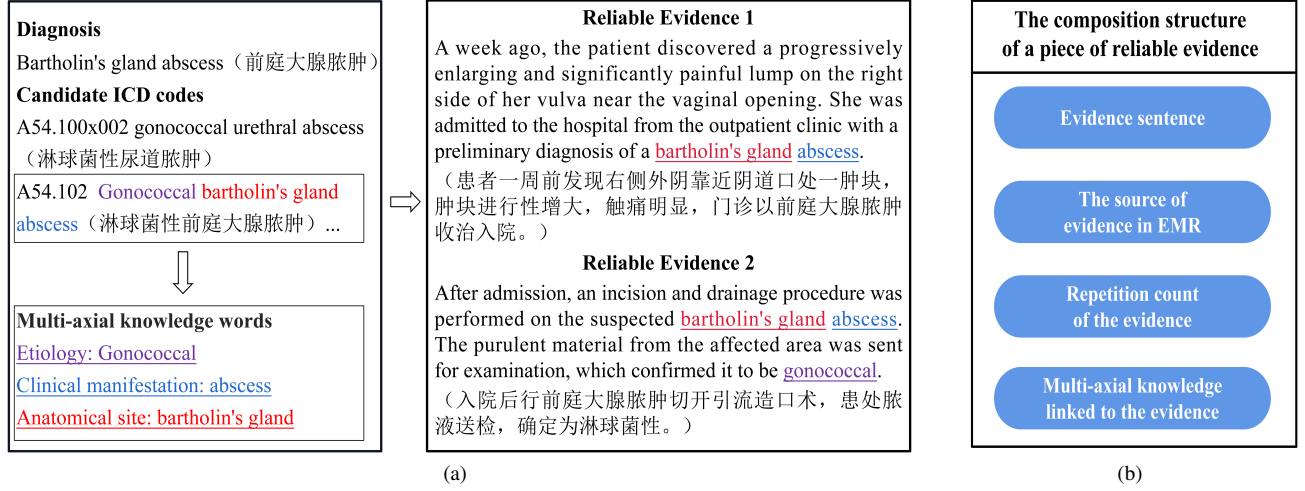 Diagnosis
Bartholin's gland abscess（前庭大腺脓肿）
Candidate ICD codes
A54.100x002 gonococcal urethral abscess
（淋球菌性尿道脓肿）
A54.102 Gonococcal bartholin's gland
abscess（淋球菌性前庭大腺脓肿）...
Multi-axial knowledge words
Etiology: Gonococcal
Clinical manifestation: abscess
Anatomical site: bartholin's gland
Reliable Evidence 1
A week ago, the patient discovered a progressively
enlarging and significantly painful lump on the right
side of her vulva near the vaginal opening. She was
admitted to the hospital from the outpatient clinic with a
preliminary diagnosis of a bartholin's gland abscess.
（患者一周前发现右侧外阴靠近阴道口处一肿块，
肿块进行性增大，触痛明显，门诊以前庭大腺脓肿
收治入院。）
Reliable Evidence 2
After admission, an incision and drainage procedure was
performed on the suspected bartholin's gland abscess.
The purulent material from the affected area was sent
for examination, which confirmed it to be gonococcal.
（入院后行前庭大腺脓肿切开引流造口术，患处脓
液送检，确定为淋球菌性。）
(a)
The composition structure
of a piece of reliable evidence
Evidence sentence
The source of
evidence in EMR
Repetition count
of the evidence
Multi-axial knowledge
linked to the evidence
(b)